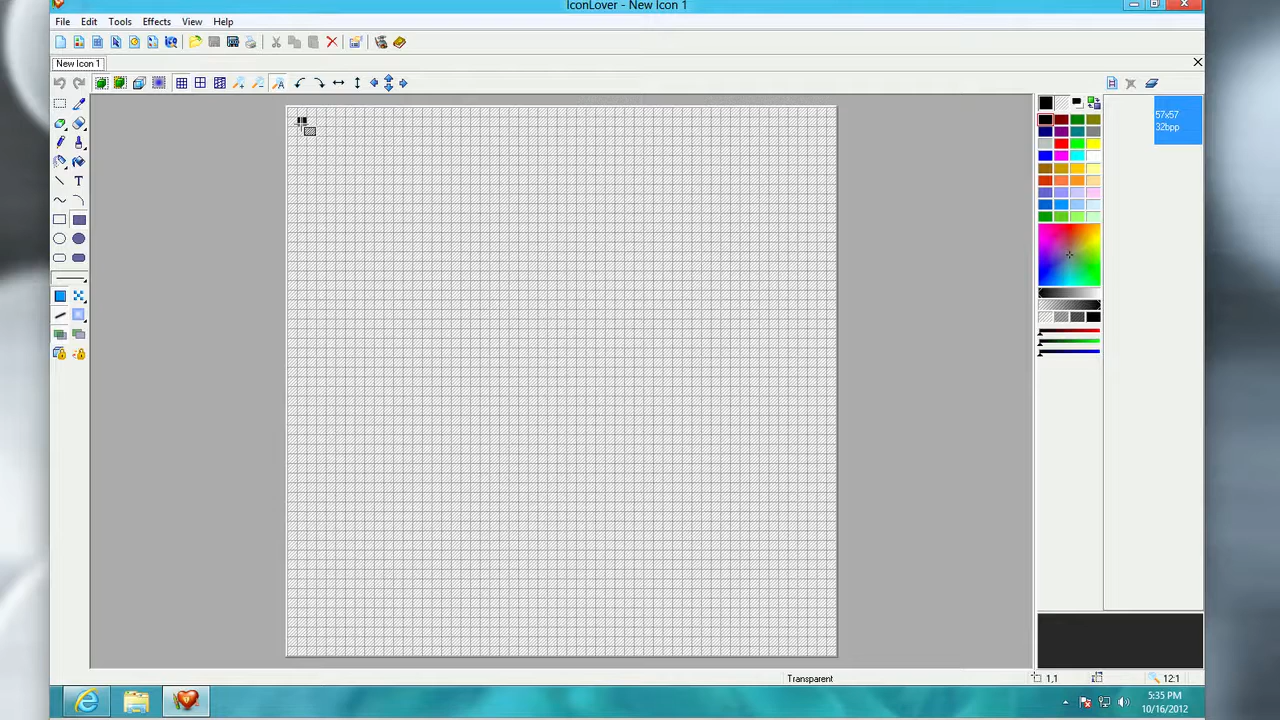 IconLover - New Icon 1
File Edit Tools Effects View Help
New Icon 1
57x57
32bpp
Transparent
1,1
12:1
5:35 PM
10/16/2012